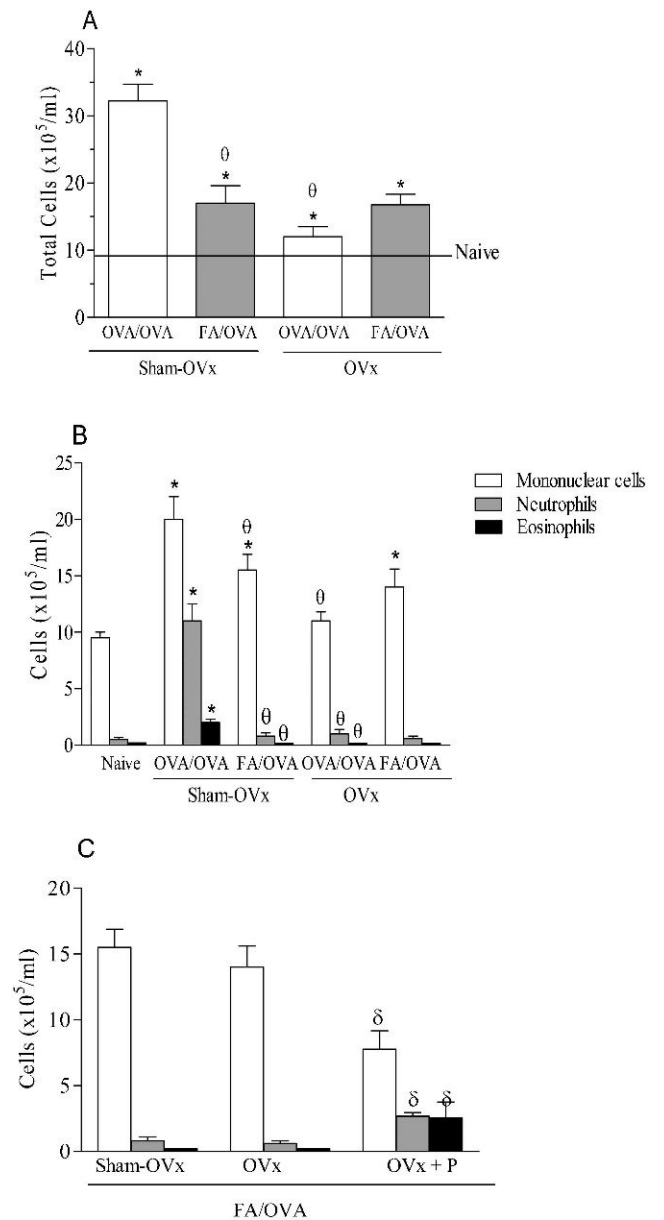 A
Total Cells (x10⁵/ml)
40
30
20
10
0
*
θ
*
θ
*
*
Naive
OVA/OVA FA/OVA OVA/OVA FA/OVA
Sham-OVx OVx
B
Cells (x10⁵/ml)
25
20
15
10
5
0
Mononuclear cells
Neutrophils
Eosinophils
*
*
*
θ
*
θ θ
θ
θ θ
*
Naive OVA/OVA FA/OVA OVA/OVA FA/OVA
Sham-OVx OVx
C
Cells (x10⁵/ml)
20
15
10
5
0
δ
δ δ
Sham-OVx OVx OVx + P
FA/OVA